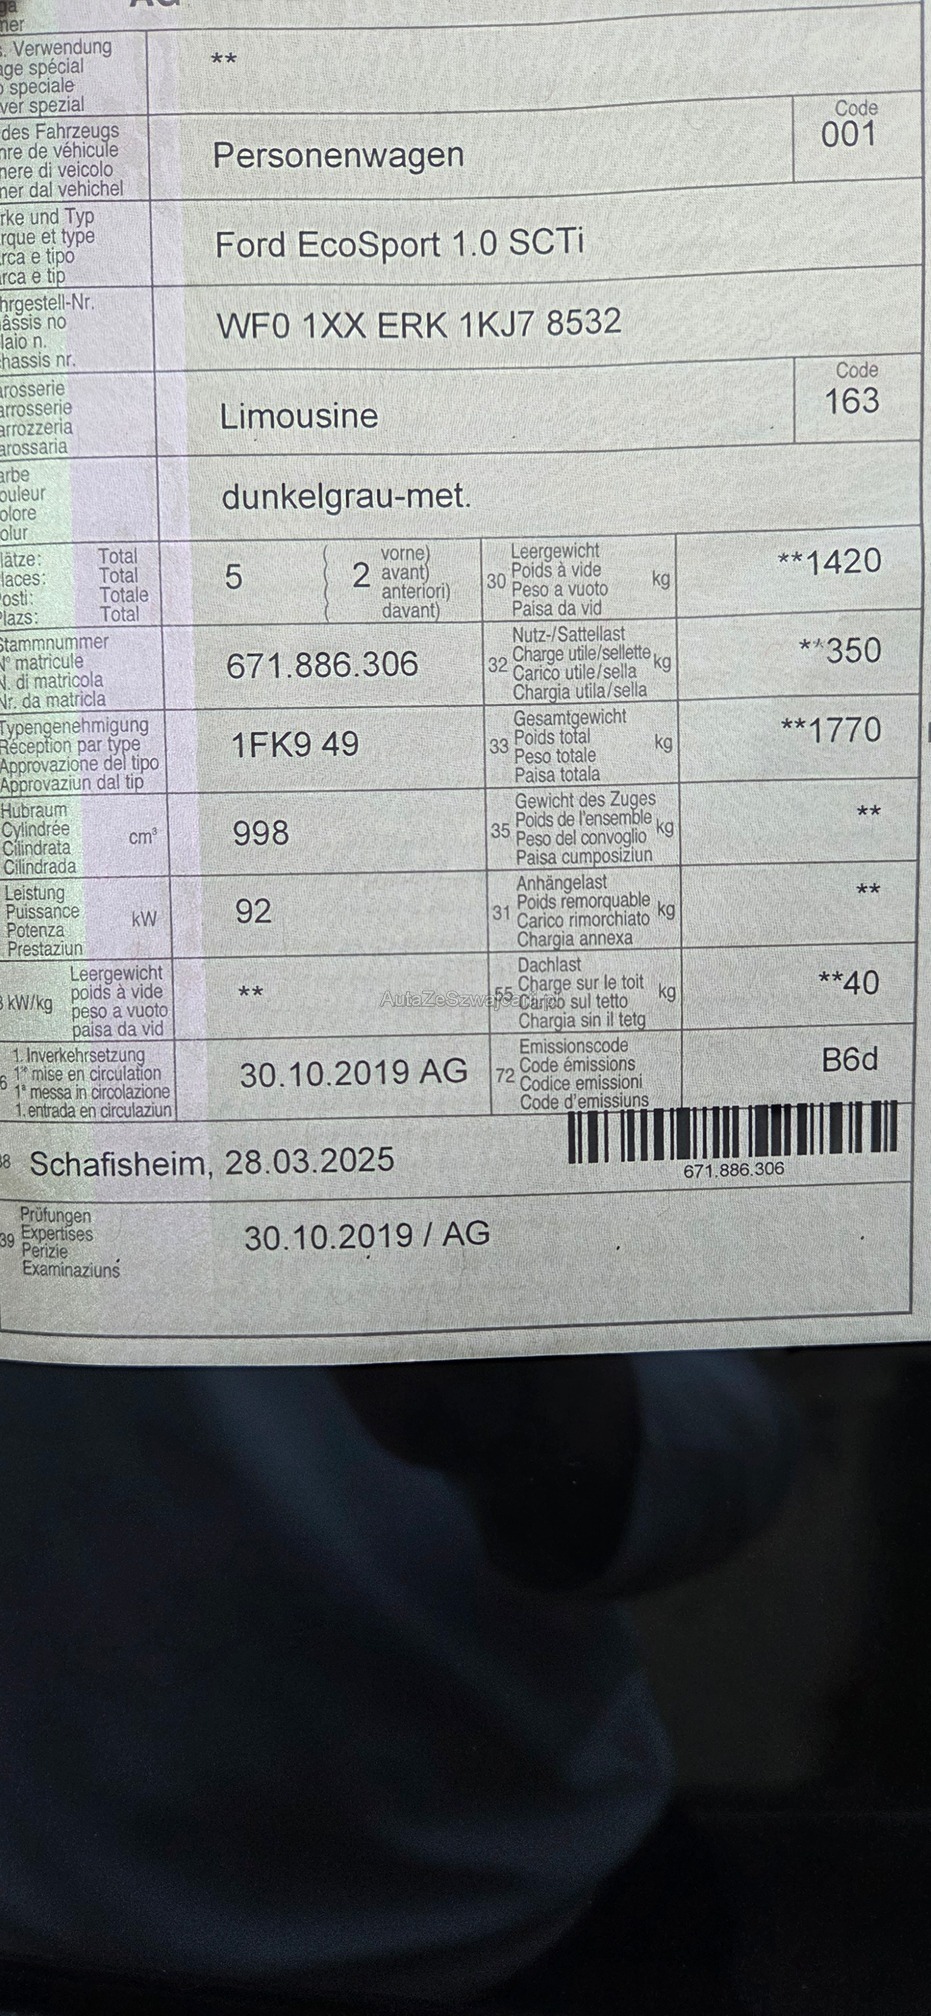 AG
mer
. Verwendung
age spécial
speciale
ver spezial
**
des Fahrzeugs
nre de véhicule
nere di veicolo
ner dal vehichel
Personenwagen
Code
001
rke und Typ
rque et type
rca e tipo
arca e tip
Ford EcoSport 1.0 SCTi
hrgestell-Nr.
âssis no
laio n.
hassis nr.
WF0 1XX ERK 1KJ7 8532
arosserie
arrosserie
arrozzeria
arossaria
Limousine
Code
163
arbe
ouleur
olore
olur
dunkelgrau-met.
lätze: Total
laces: Total
osti: Totale
lazs: Total
5
2
vorne)
avant)
anteriori)
davant)
30
Leergewicht
Poids à vide
Peso a vuoto
Paisa da vid
kg
**1420
Stammnummer
N° matricule
N. di matricola
Nr. da matricla
671.886.306
32
Nutz-/Sattellast
Charge utile/sellette
Carico utile/sella
Chargia utila/sella
kg
**350
Typengenehmigung
Réception par type
Approvazione del tipo
Approvaziun dal tip
1FK9 49
33
Gesamtgewicht
Poids total
Peso totale
Paisa totala
kg
**1770
Hubraum
Cylindrée
Cilindrata
Cilindrada
cm³
998
35
Gewicht des Zuges
Poids de l'ensemble
Peso del convoglio
Paisa cumposiziun
kg
**
Leistung
Puissance
Potenza
Prestaziun
kW
92
31
Anhängelast
Poids remorquable
Carico rimorchiato
Chargia annexa
kg
**
kW/kg
Leergewicht
poids à vide
peso a vuoto
paisa da vid
**
55
Dachlast
Charge sur le toit
Carico sul tetto
Chargia sin il tetg
kg
**40
6
1. Inverkehrsetzung
1re mise en circulation
1a messa in circolazione
1. entrada en circulaziun
30.10.2019 AG
72
Emissionscode
Code émissions
Codice emissioni
Code d'emissiuns
B6d
38 Schafisheim, 28.03.2025
671.886.306
39
Prüfungen
Expertises
Perizie
Examinaziuns
30.10.2019 / AG